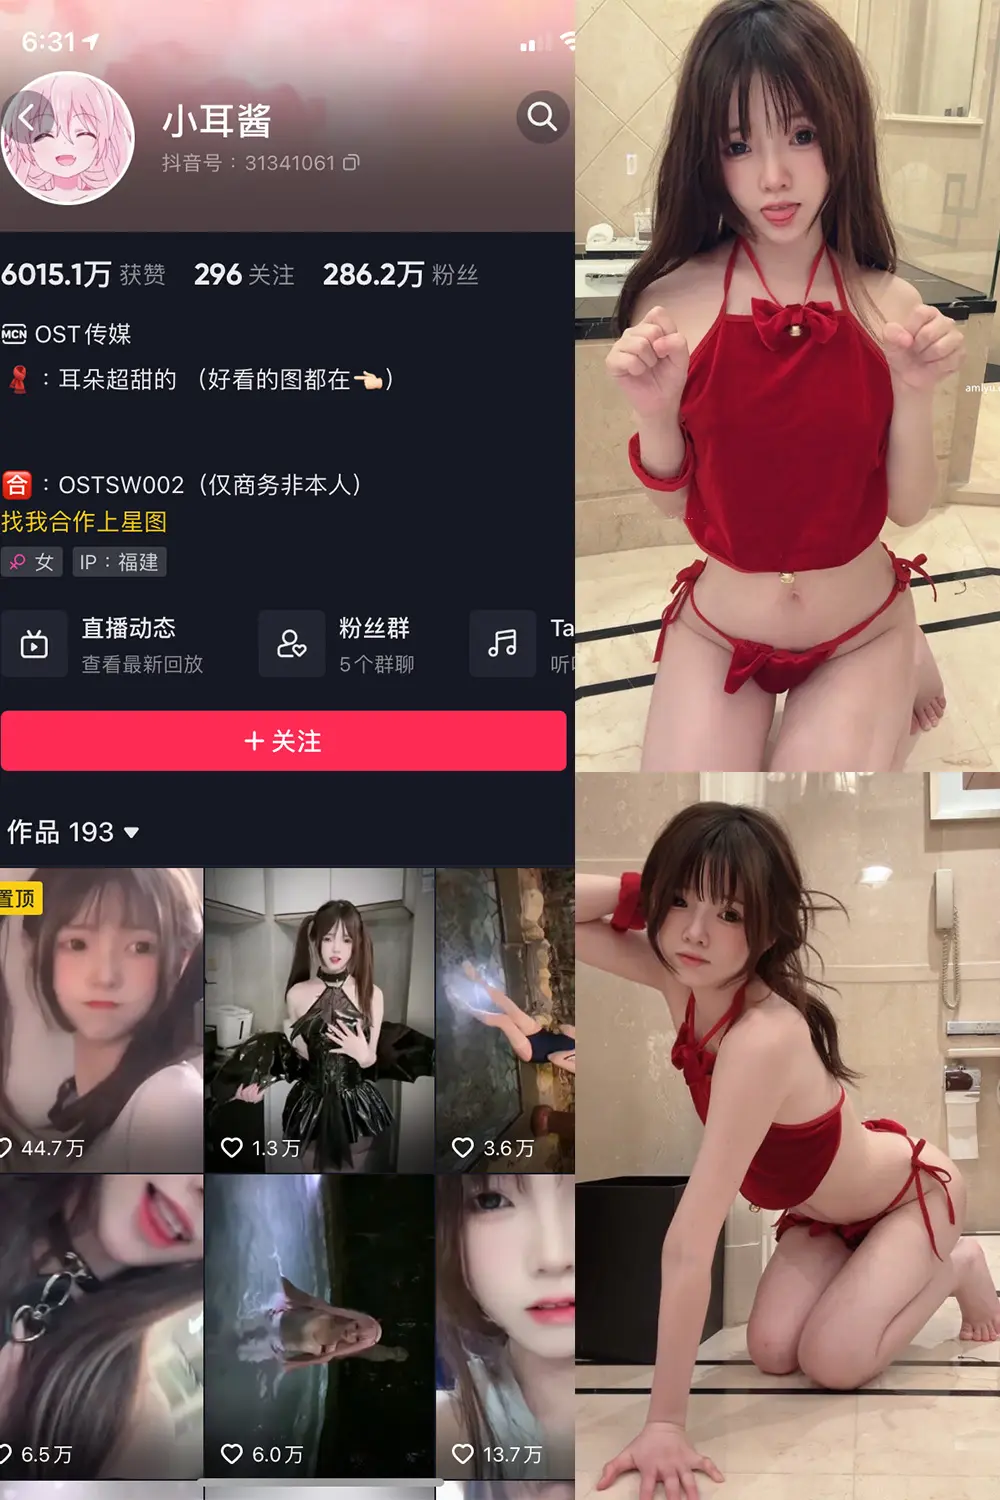 6:31
小耳酱
抖音号：31341061
6015.1万 获赞 296 关注 286.2万 粉丝
MCN OST传媒
：耳朵超甜的 （好看的图都在👈🏻）
合：OSTSW002（仅商务非本人）
找我合作上星图
女 IP：福建
直播动态
查看最新回放
粉丝群
5个群聊
Ta
听
+ 关注
作品 193
置顶
44.7万
1.3万
3.6万
6.5万
6.0万
13.7万